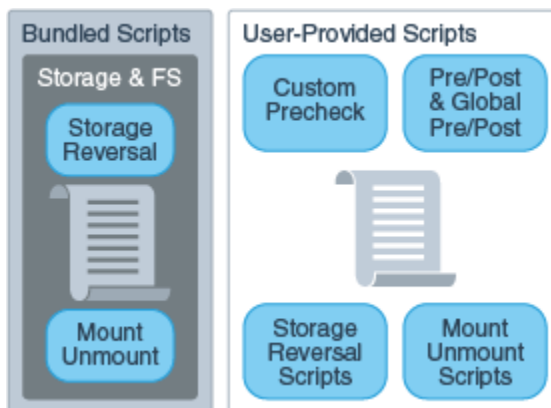 Bundled Scripts
Storage & FS
Storage
Reversal
Mount
Unmount
User-Provided Scripts
Custom
Precheck
Pre/Post
& Global
Pre/Post
Storage
Reversal
Scripts
Mount
Unmount
Scripts